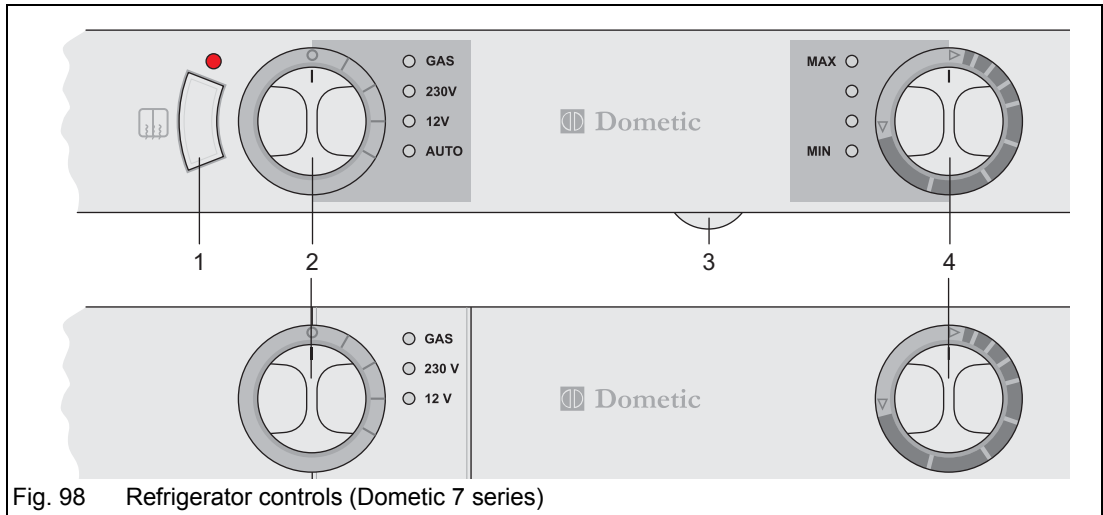 GAS
230V
12V
AUTO
Dometic
MAX
MIN
1
2
3
4
GAS
230 V
12 V
Dometic
Fig. 98 Refrigerator controls (Dometic 7 series)